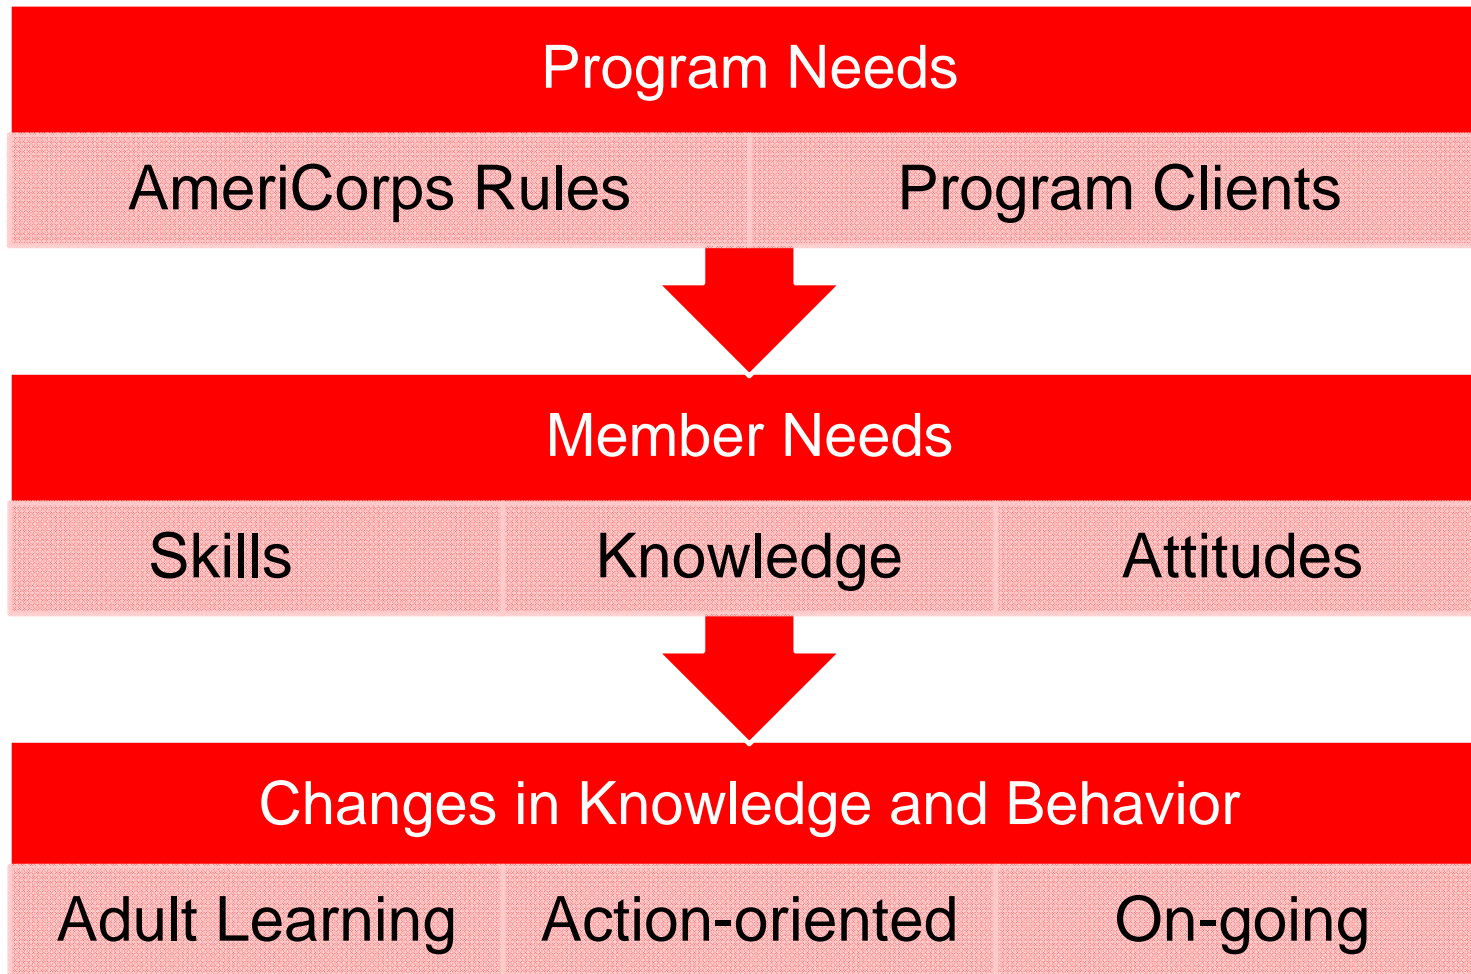 Program Needs
AmeriCorps Rules Program Clients
Member Needs
Skills Knowledge Attitudes
Changes in Knowledge and Behavior
Adult Learning Action-oriented On-going